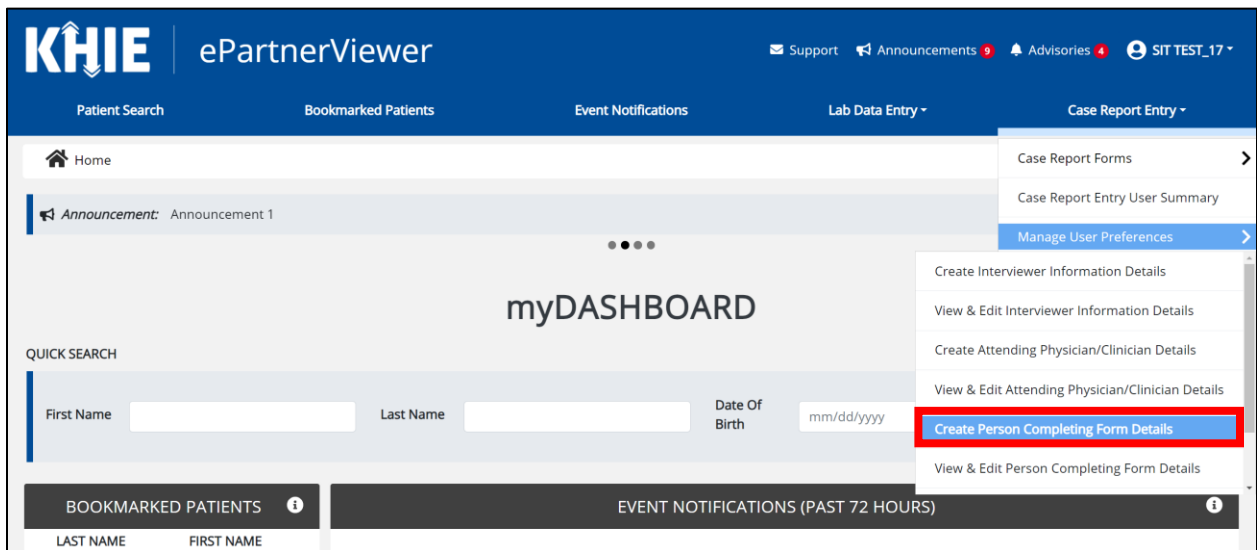 KHIE ePartnerViewer
Support Announcements 9 Advisories 4 SIT TEST_17
Patient Search Bookmarked Patients Event Notifications Lab Data Entry Case Report Entry
Home
Case Report Forms
Case Report Entry User Summary
Announcement: Announcement 1
Manage User Preferences
Create Interviewer Information Details
View & Edit Interviewer Information Details
Create Attending Physician/Clinician Details
View & Edit Attending Physician/Clinician Details
Create Person Completing Form Details
View & Edit Person Completing Form Details
myDASHBOARD
QUICK SEARCH
First Name
Last Name
Date Of
Birth
mm/dd/yyyy
BOOKMARKED PATIENTS
LAST NAME FIRST NAME
EVENT NOTIFICATIONS (PAST 72 HOURS)